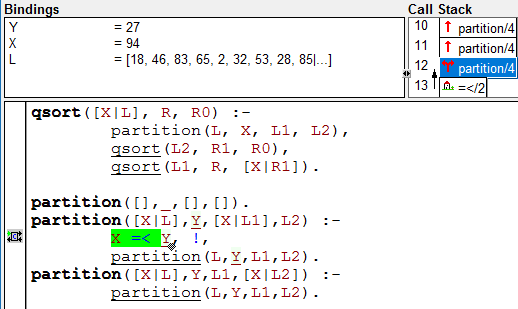 Bindings
Y = 27
X = 94
L = [18, 46, 83, 65, 2, 32, 53, 28, 85|...]
Call Stack
10 partition/4
11 partition/4
12 partition/4
13 =</2
qsort([X|L], R, R0) :-
partition(L, X, L1, L2),
qsort(L2, R1, R0),
qsort(L1, R, [X|R1]).
partition([],_,[],[]).
partition([X|L],Y,[X|L1],L2) :-
X =< Y, !,
partition(L,Y,L1,L2).
partition([X|L],Y,L1,[X|L2]) :-
partition(L,Y,L1,L2).